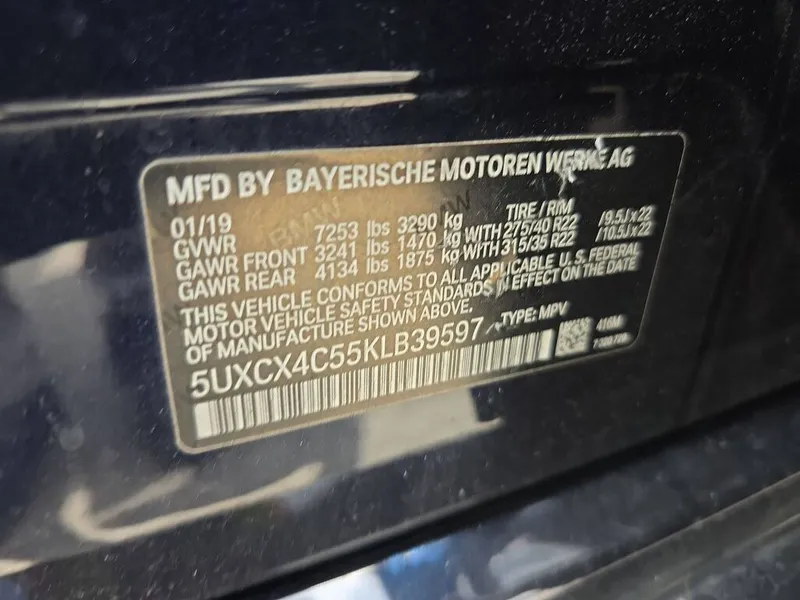 MFD BY BAYERISCHE MOTOREN WERKE AG
01/19 TIRE / RIM
GVWR 7253 lbs 3290 kg
GAWR FRONT 3241 lbs 1470 kg WITH 275/40 R22 /9.5Jx22
GAWR REAR 4134 lbs 1875 kg WITH 315/35 R22 /10.5Jx22
THIS VEHICLE CONFORMS TO ALL APPLICABLE U.S. FEDERAL
MOTOR VEHICLE SAFETY STANDARDS IN EFFECT ON THE DATE
OF MANUFACTURE SHOWN ABOVE.
5UXCX4C55KLB39597 TYPE: MPV
416M